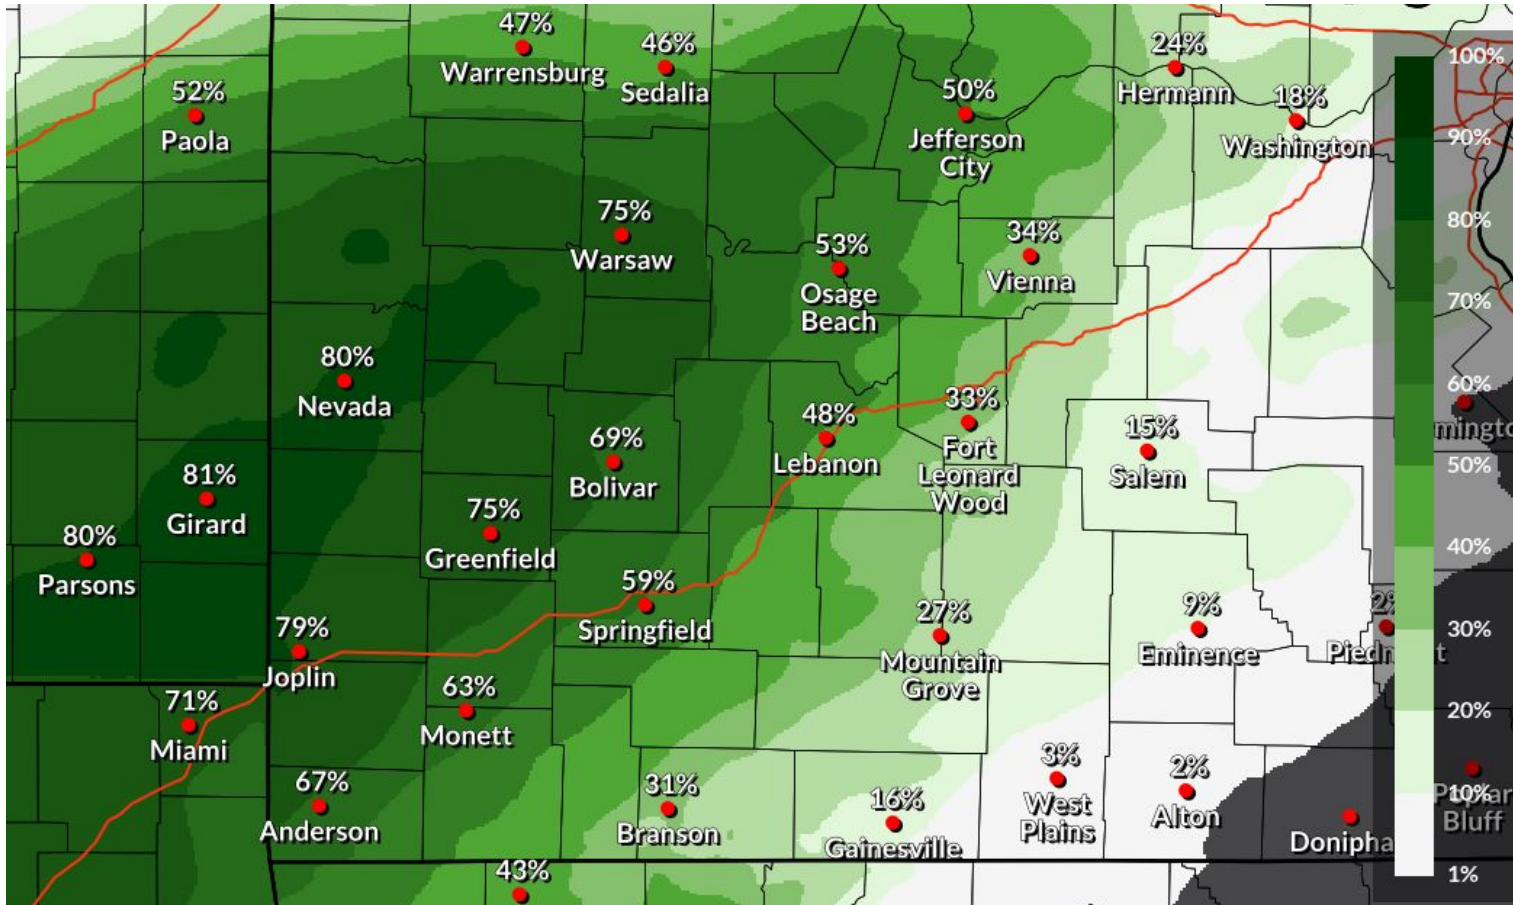 47%
Warrensburg
46%
Sedalia
24%
Hermann
100%
52%
Paola
50%
Jefferson
City
18%
Washington
90%
75%
Warsaw
53%
Osage
Beach
34%
Vienna
80%
70%
80%
Nevada
60%
48%
Lebanon
33%
Fort
Leonard
Wood
15%
Salem
69%
Bolivar
50%
81%
Girard
75%
Greenfield
80%
Parsons
40%
59%
Springfield
27%
Mountain
Grove
9%
Eminence
30%
79%
Joplin
63%
Monett
71%
Miami
20%
67%
Anderson
31%
Branson
16%
Gainesville
3%
West
Plains
2%
Alton
Donipha
10%
Bluff
43%
1%